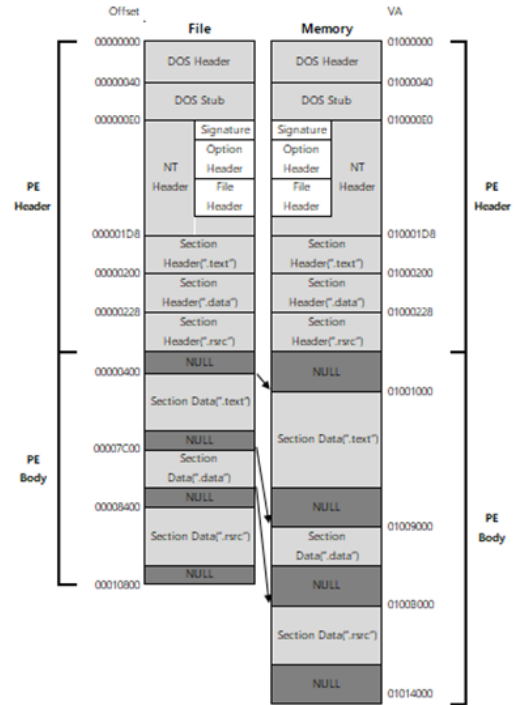 Offset
VA
File
Memory
00000000
DOS Header
DOS Header
01000000
00000040
DOS Stub
DOS Stub
01000040
000000E0
Signature
Signature
010000E0
Option
Header
Option
Header
NT
Header
NT
Header
File
Header
File
Header
PE
Header
PE
Header
000001D8
Section
Header(".text")
Section
Header(".text")
010001D8
00000200
Section
Header(".data")
Section
Header(".data")
01000200
00000228
Section
Header(".rsrc")
Section
Header(".rsrc")
01000228
NULL
NULL
00000400
01001000
Section Data(".text")
Section Data(".text")
NULL
00007C00
Section
Data(".data")
PE
Body
NULL
NULL
00008400
01009000
Section Data(".rsrc")
Section
Data(".data")
PE
Body
NULL
NULL
00010800
0100B000
Section Data(".rsrc")
NULL
01014000